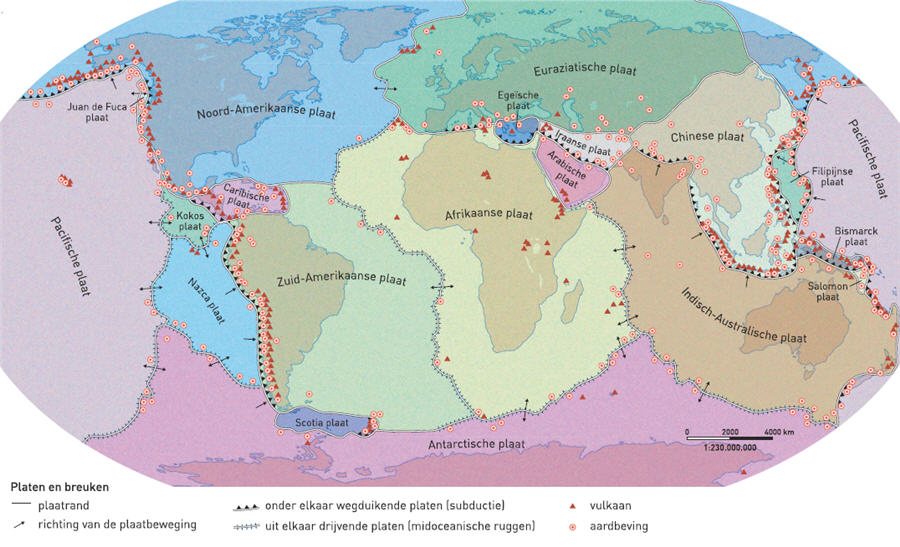 Euraziatische plaat
Egeïsche
plaat
Juan de Fuca
plaat
Noord-Amerikaanse plaat
Iraanse plaat
Chinese plaat
Pacifische plaat
Arabische
plaat
Filipijnse
plaat
Caribische
plaat
Kokos
plaat
Afrikaanse plaat
Pacifische plaat
Bismarck
plaat
Zuid-Amerikaanse plaat
Nazca plaat
Salomon
plaat
Indisch-Australische plaat
Scotia plaat
Antarctische plaat
0 2000 4000 km
1:230.000.000
Platen en breuken
plaatrand
richting van de plaatbeweging
onder elkaar wegduikende platen (subductie)
uit elkaar drijvende platen (midoceanische ruggen)
vulkaan
aardbeving